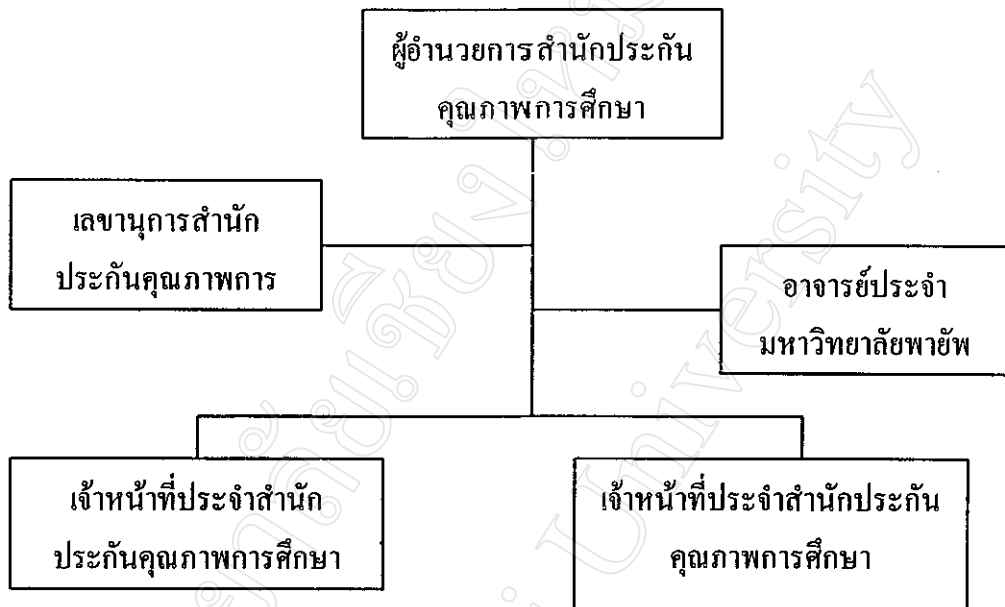 ผู้อำนวยการสำนักประกัน
คุณภาพการศึกษา
เลขานุการสำนัก
ประกันคุณภาพการ
อาจารย์ประจำ
มหาวิทยาลัยพายัพ
เจ้าหน้าที่ประจำสำนัก
ประกันคุณภาพการศึกษา
เจ้าหน้าที่ประจำสำนักประกัน
คุณภาพการศึกษา
University